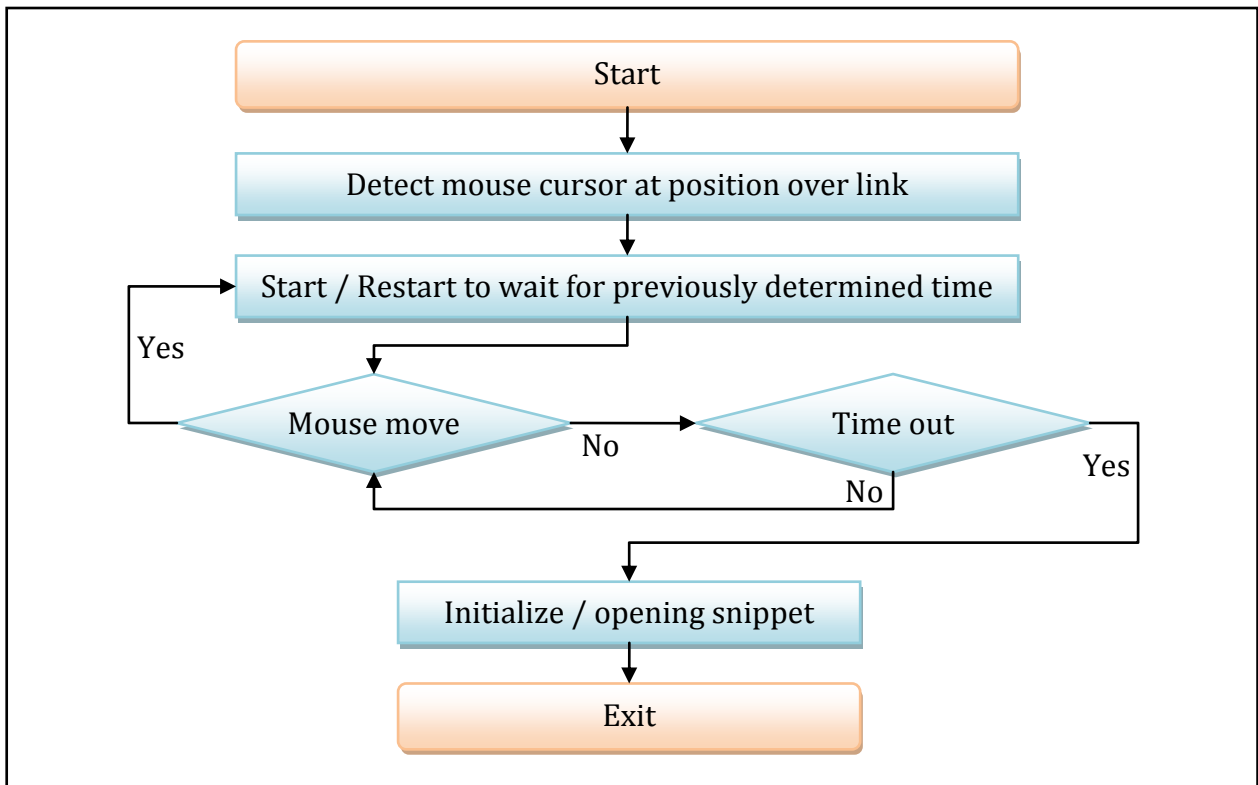 Start
Detect mouse cursor at position over link
Start / Restart to wait for previously determined time
Yes
Mouse move
No
Time out
Yes
No
Initialize / opening snippet
Exit